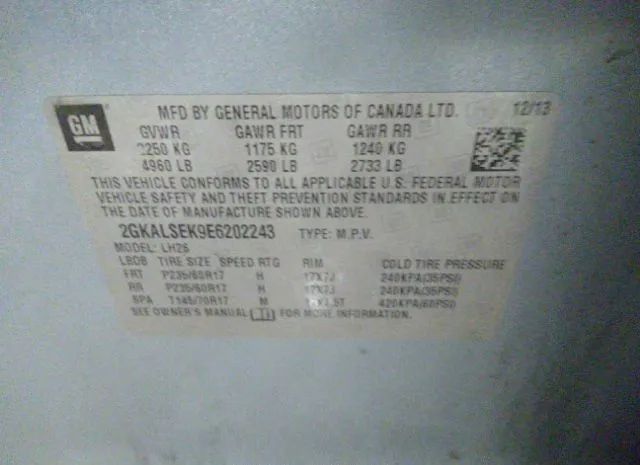 GM
MFD BY GENERAL MOTORS OF CANADA LTD. 12/13
GVWR GAWR FRT GAWR RR
2250 KG 1175 KG 1240 KG
4960 LB 2590 LB 2733 LB
THIS VEHICLE CONFORMS TO ALL APPLICABLE U.S. FEDERAL MOTOR
VEHICLE SAFETY AND THEFT PREVENTION STANDARDS IN EFFECT ON
THE DATE OF MANUFACTURE SHOWN ABOVE.
2GKALSEK9E6202243 TYPE: M.P.V.
MODEL: LH26
TIRE SIZE SPEED RTG RIM COLD TIRE PRESSURE
FRT P235/60R17 H 17X7J 240KPA(35PSI)
RR P235/60R17 H 17X7J 240KPA(35PSI)
SPA T145/70R17 M 420KPA(60PSI)
SEE OWNER'S MANUAL FOR MORE INFORMATION.